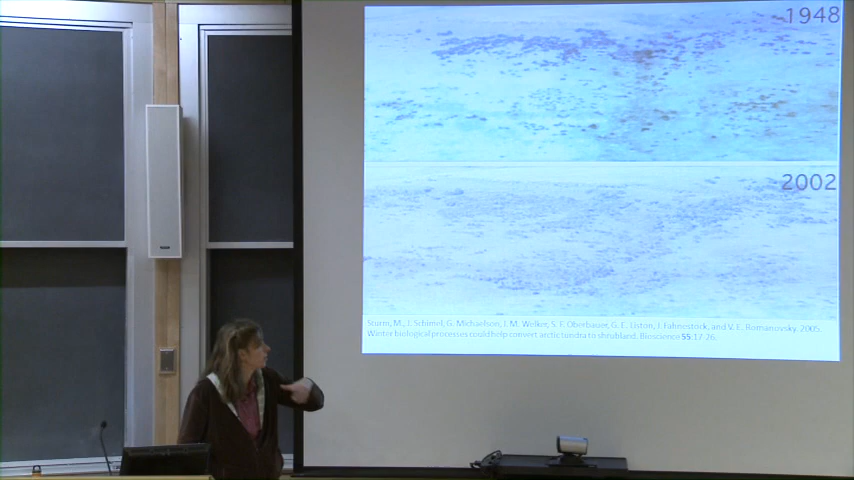 1948
2002
Sturm, M., J. Schimel, G. Michaelson, J. M. Welker, S. F. Oberbauer, G. E. Liston, J. Fahnestock, and V. E. Romanovsky. 2005.
Winter biological processes could help convert arctic tundra to shrubland. Bioscience 55:17-26.